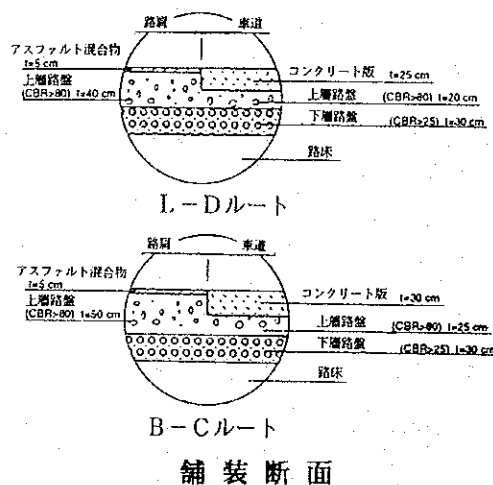 路肩 車道
アスファルト混合物
t=5 cm
上層路盤
(CBR>80) t=40 cm
コンクリート版 t=25 cm
上層路盤 (CBR>80) t=20 cm
下層路盤 (CBR>25) t=30 cm
路床
L－Dルート
路肩 車道
アスファルト混合物
t=5 cm
上層路盤
(CBR>80) t=50 cm
コンクリート版 t=30 cm
上層路盤 (CBR>80) t=25 cm
下層路盤 (CBR>25) t=30 cm
路床
B－Cルート
舗装断面